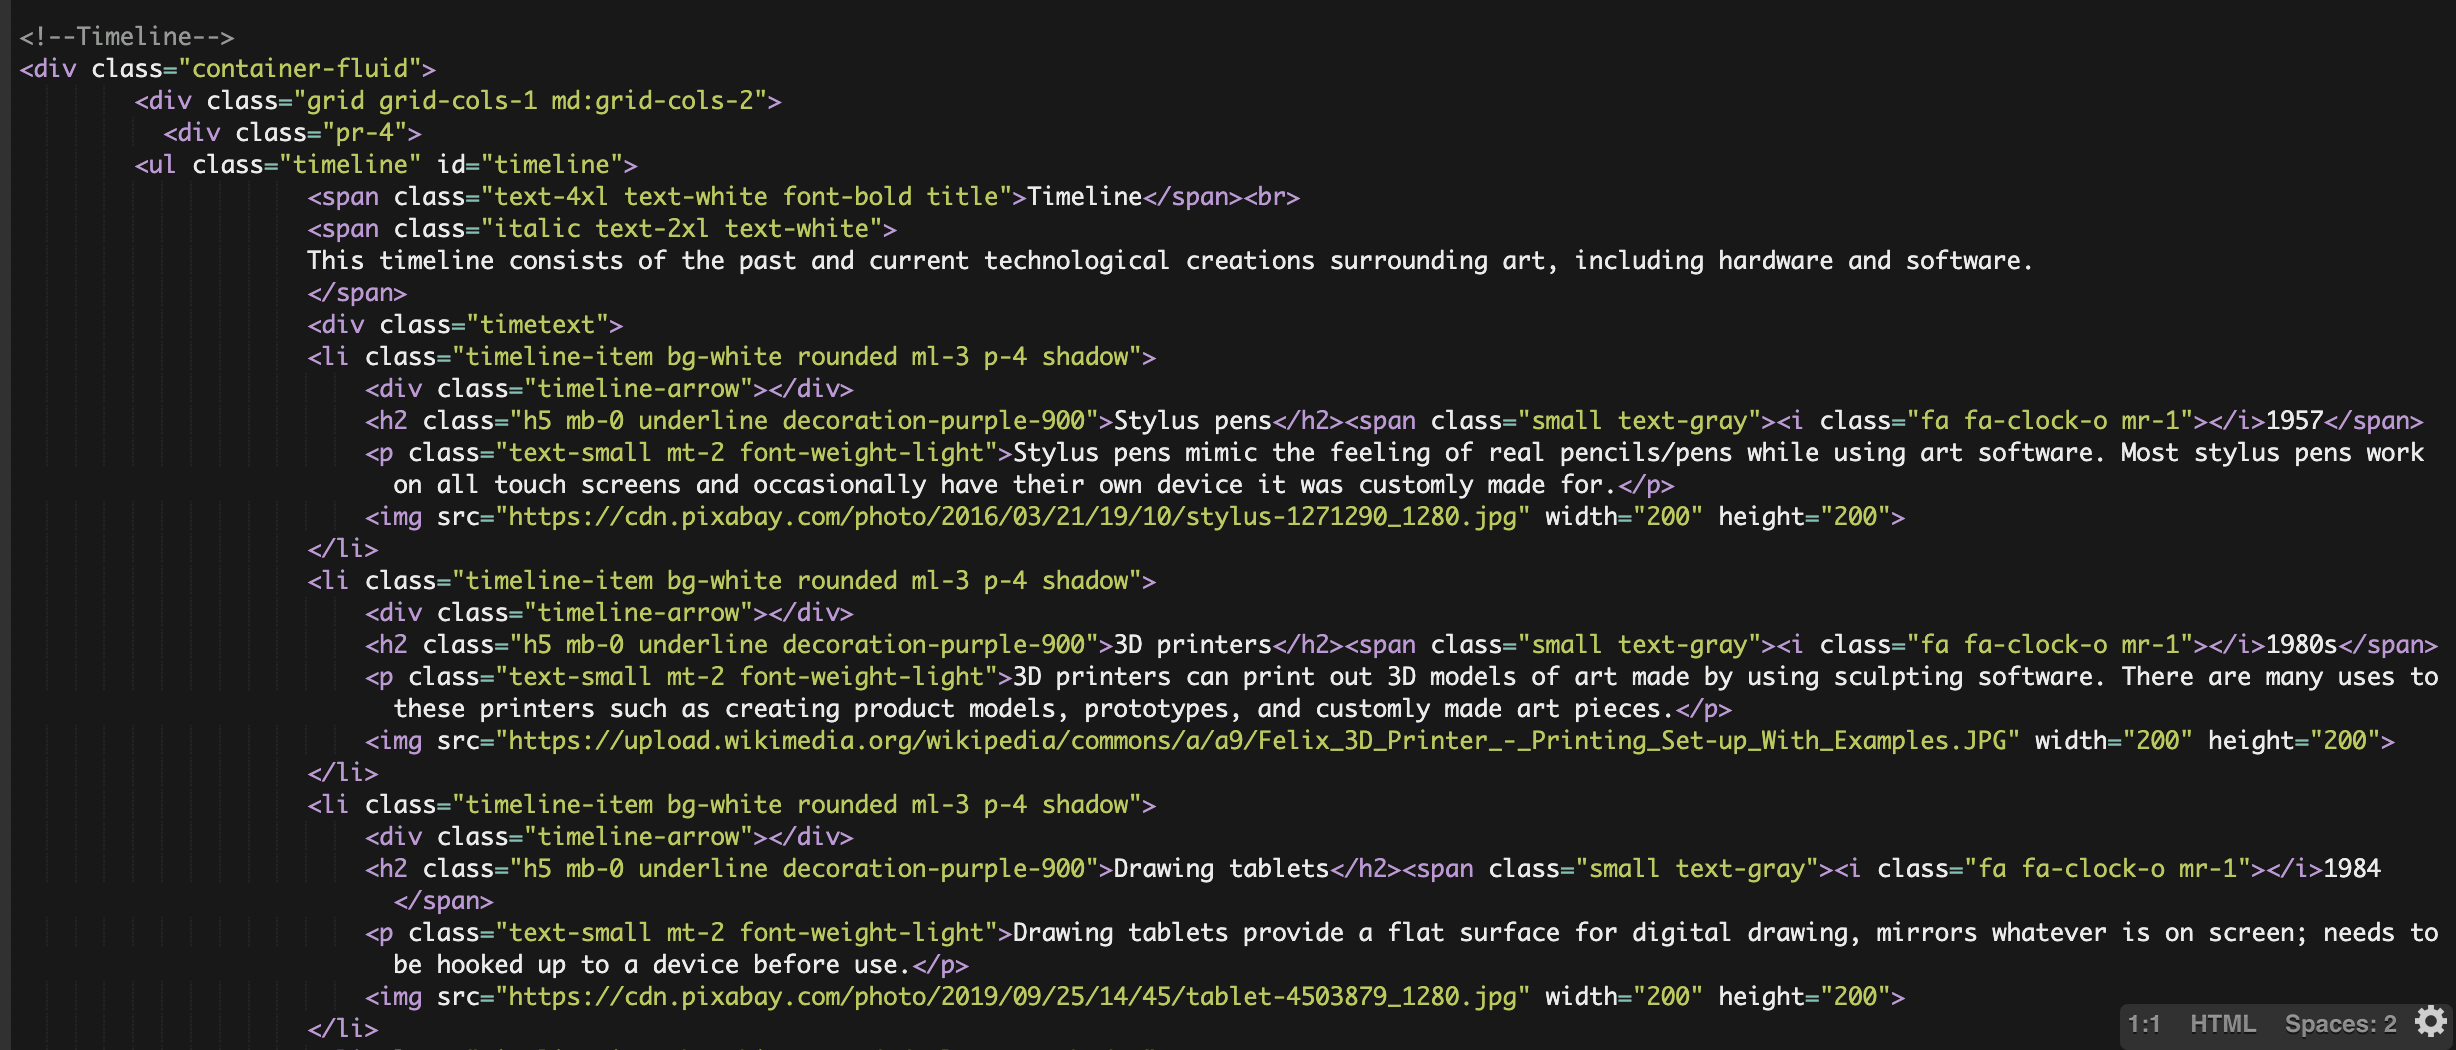 <!--Timeline-->
<div class="container-fluid">
<div class="grid grid-cols-1 md:grid-cols-2">
<div class="pr-4">
<ul class="timeline" id="timeline">
<span class="text-4xl text-white font-bold title">Timeline</span><br>
<span class="italic text-2xl text-white">
This timeline consists of the past and current technological creations surrounding art, including hardware and software.
</span>
<div class="timetext">
<li class="timeline-item bg-white rounded ml-3 p-4 shadow">
<div class="timeline-arrow"></div>
<h2 class="h5 mb-0 underline decoration-purple-900">Stylus pens</h2><span class="small text-gray"><i class="fa fa-clock-o mr-1"></i>1957</span>
<p class="text-small mt-2 font-weight-light">Stylus pens mimic the feeling of real pencils/pens while using art software. Most stylus pens work
on all touch screens and occasionally have their own device it was customly made for.</p>
<img src="https://cdn.pixabay.com/photo/2016/03/21/19/10/stylus-1271290_1280.jpg" width="200" height="200">
</li>
<li class="timeline-item bg-white rounded ml-3 p-4 shadow">
<div class="timeline-arrow"></div>
<h2 class="h5 mb-0 underline decoration-purple-900">3D printers</h2><span class="small text-gray"><i class="fa fa-clock-o mr-1"></i>1980s</span>
<p class="text-small mt-2 font-weight-light">3D printers can print out 3D models of art made by using sculpting software. There are many uses to
these printers such as creating product models, prototypes, and customly made art pieces.</p>
<img src="https://upload.wikimedia.org/wikipedia/commons/a/a9/Felix_3D_Printer_-_Printing_Set-up_With_Examples.JPG" width="200" height="200">
</li>
<li class="timeline-item bg-white rounded ml-3 p-4 shadow">
<div class="timeline-arrow"></div>
<h2 class="h5 mb-0 underline decoration-purple-900">Drawing tablets</h2><span class="small text-gray"><i class="fa fa-clock-o mr-1"></i>1984
</span>
<p class="text-small mt-2 font-weight-light">Drawing tablets provide a flat surface for digital drawing, mirrors whatever is on screen; needs to
be hooked up to a device before use.</p>
<img src="https://cdn.pixabay.com/photo/2019/09/25/14/45/tablet-4503879_1280.jpg" width="200" height="200">
</li>
1:1 HTML Spaces: 2